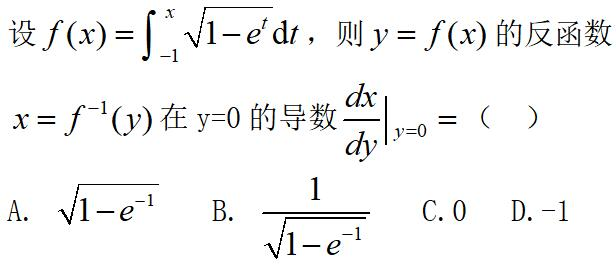 设 f(x)=∫_{-1}^{x} √(1-e^t) dt，则 y=f(x) 的反函数
x=f^{-1}(y) 在 y=0 的导数 dx/dy|_{y=0} =（ ）
A. √(1-e^{-1}) B. 1/√(1-e^{-1}) C.0 D.-1